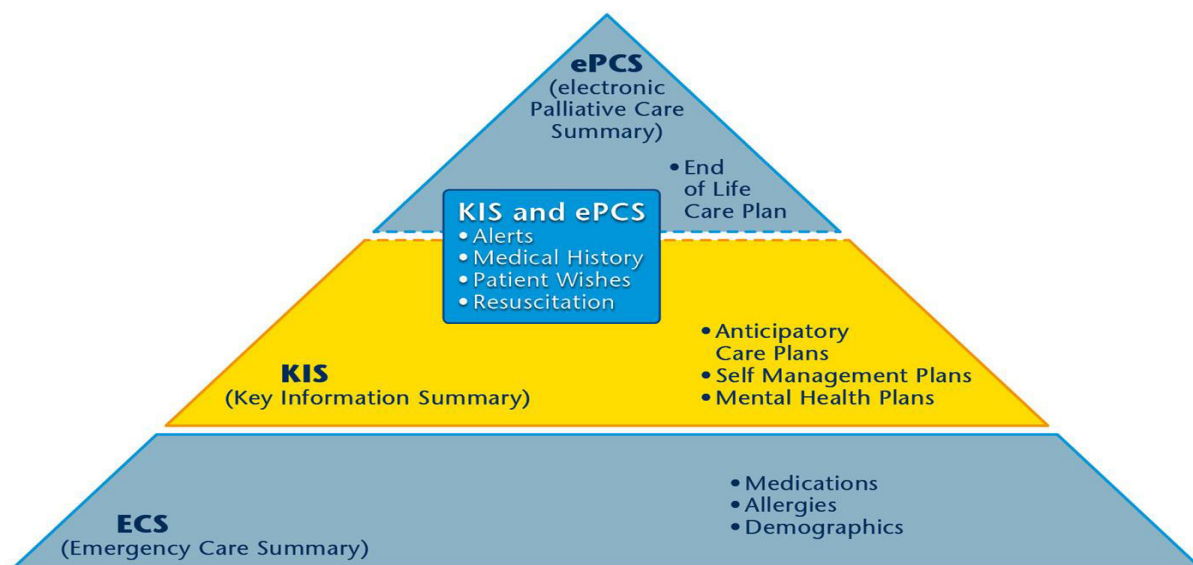 ePCS
(electronic
Palliative Care
Summary)
• End
of Life
Care Plan
KIS and ePCS
• Alerts
• Medical History
• Patient Wishes
• Resuscitation
KIS
(Key Information Summary)
• Anticipatory
Care Plans
• Self Management Plans
• Mental Health Plans
ECS
(Emergency Care Summary)
• Medications
• Allergies
• Demographics